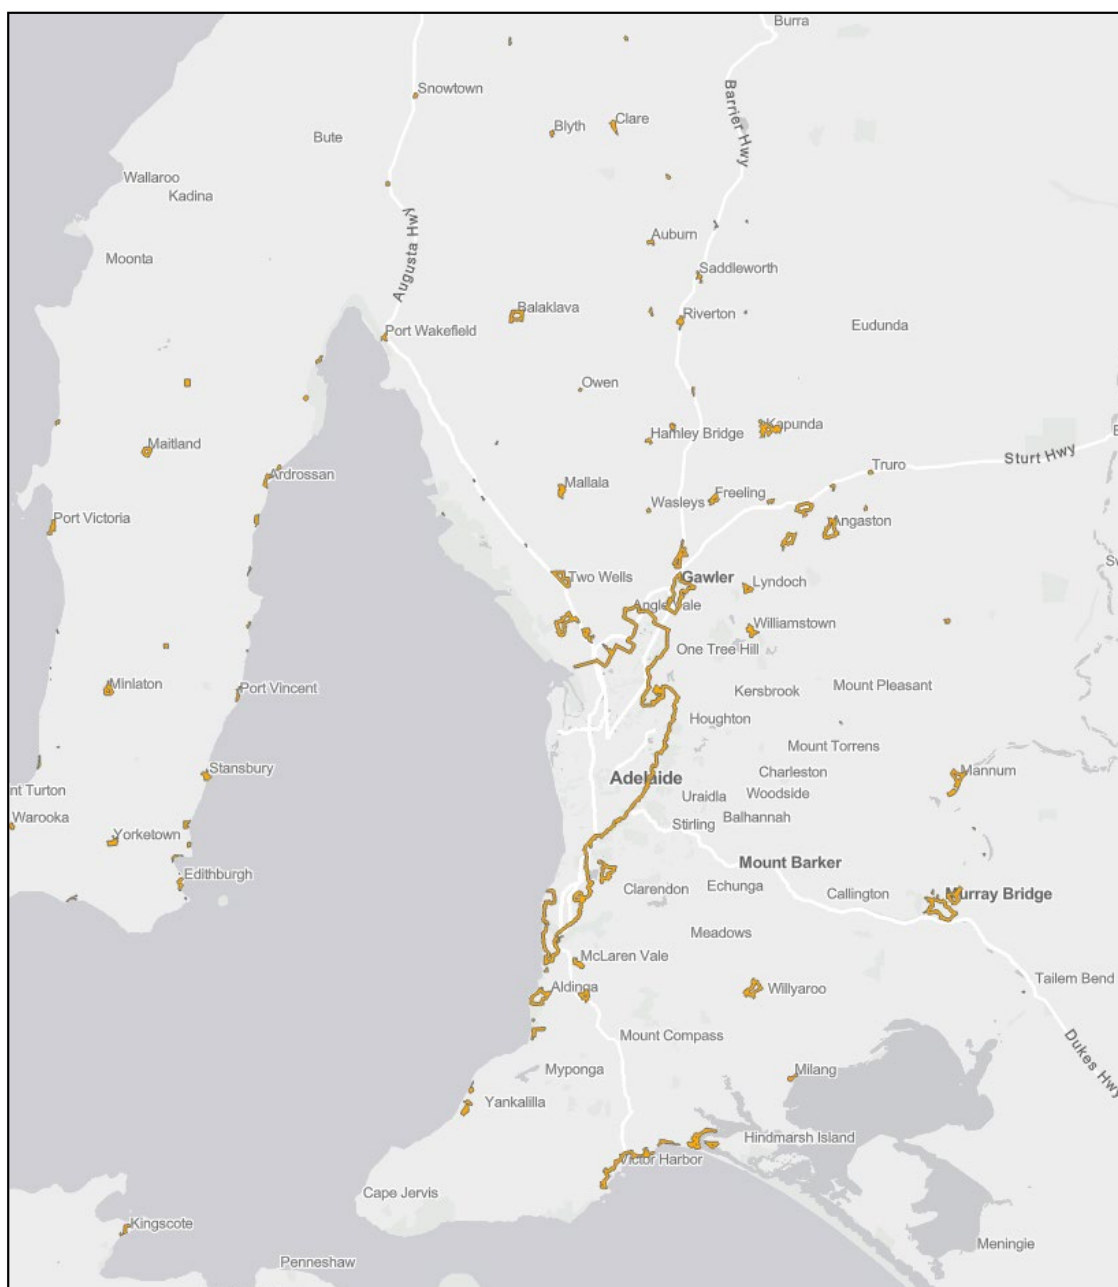 Burra
Snowtown
Barrier Hwy
Blyth
Clare
Bute
Wallaroo
Kadina
Augusta Hwy
Auburn
Moonta
Saddleworth
Balaklava
Riverton
Port Wakefield
Eudunda
Owen
Kapunda
Hamley Bridge
Maitland
Sturt Hwy
Truro
Ardrossan
Mallala
Freeling
Wasleys
Port Victoria
Angaston
Two Wells
Gawler
Lyndoch
Angle Vale
Williamstown
One Tree Hill
Minlaton
Port Vincent
Kersbrook
Mount Pleasant
Houghton
Mount Torrens
Stansbury
Adelaide
Charleston
Mannum
nt Turton
Uraidla
Woodside
Warooka
Balhannah
Stirling
Yorketown
Mount Barker
Edithburgh
Clarendon
Echunga
Callington
Murray Bridge
Meadows
McLaren Vale
Tailem Bend
Aldinga
Willyaroo
Mount Compass
Dukes Hwy
Myponga
Milang
Yankalilla
Hindmarsh Island
Victor Harbor
Cape Jervis
Kingscote
Meningie
Penneshaw